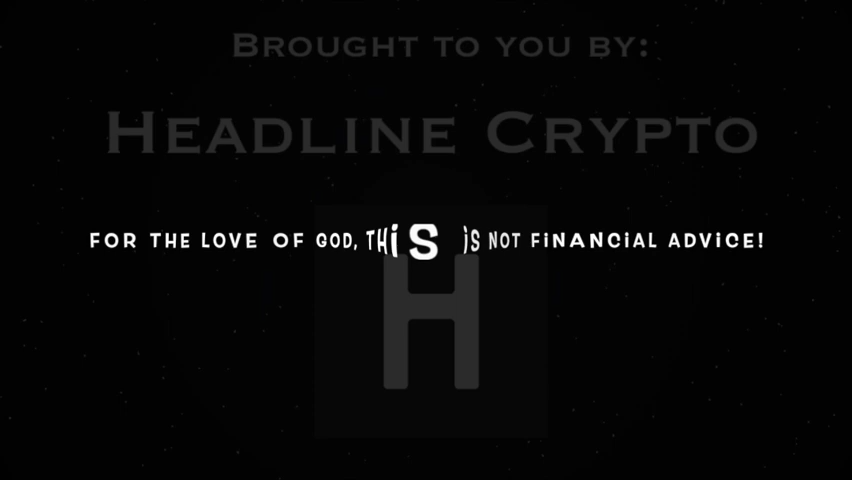 Brought to you by:
Headline Crypto
FOR THE LOVE OF GOD, THiS iS NOT FiNANCiAL ADViCE!
H